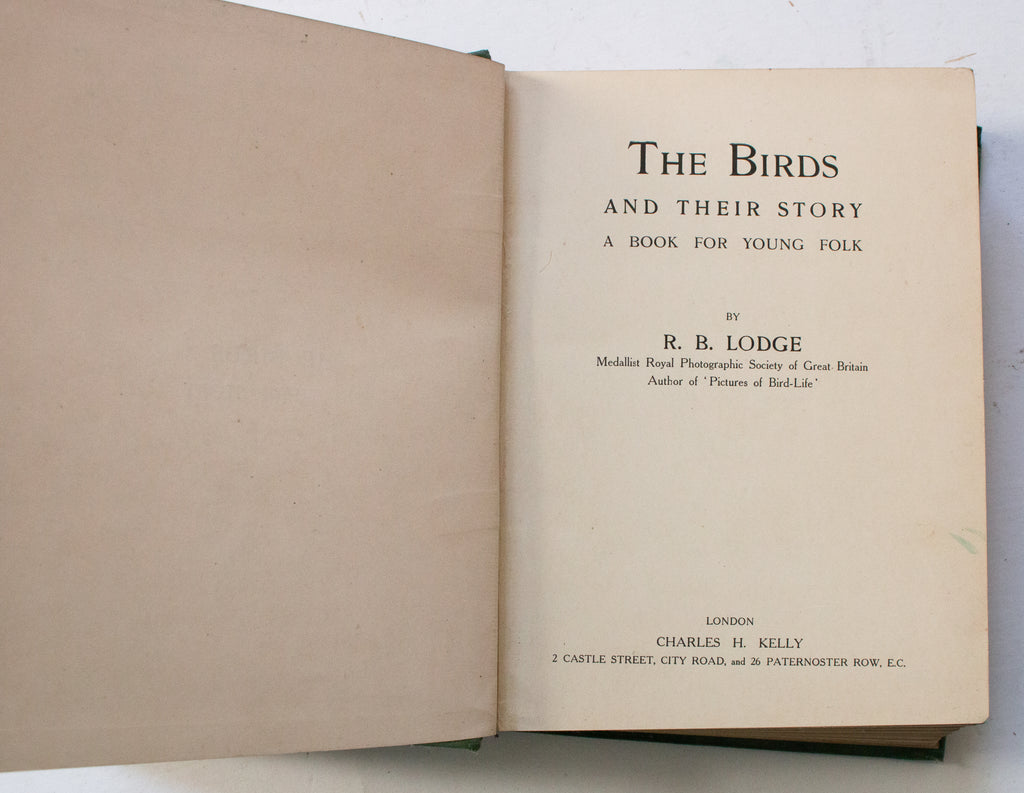 THE BIRDS
AND THEIR STORY
A BOOK FOR YOUNG FOLK
BY
R. B. LODGE
Medallist Royal Photographic Society of Great Britain
Author of ‘Pictures of Bird-Life’
LONDON
CHARLES H. KELLY
2 CASTLE STREET, CITY ROAD, and 26 PATERNOSTER ROW, E.C.